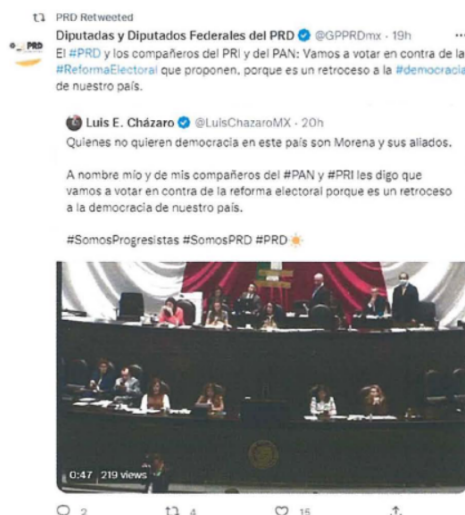 PRD Retweeted
PRD
Diputadas y Diputados Federales del PRD @GPPRDmx · 19h
El #PRD y los compañeros del PRI y del PAN: Vamos a votar en contra de la
#ReformaElectoral que proponen, porque es un retroceso a la #democracia
de nuestro país.
Luis E. Cházaro @LuisChazaroMX · 20h
Quienes no quieren democracia en este país son Morena y sus aliados.
A nombre mío y de mis compañeros del #PAN y #PRI les digo que
vamos a votar en contra de la reforma electoral porque es un retroceso
a la democracia de nuestro país.
#SomosProgresistas #SomosPRD #PRD
0:47 219 views
2 4 15